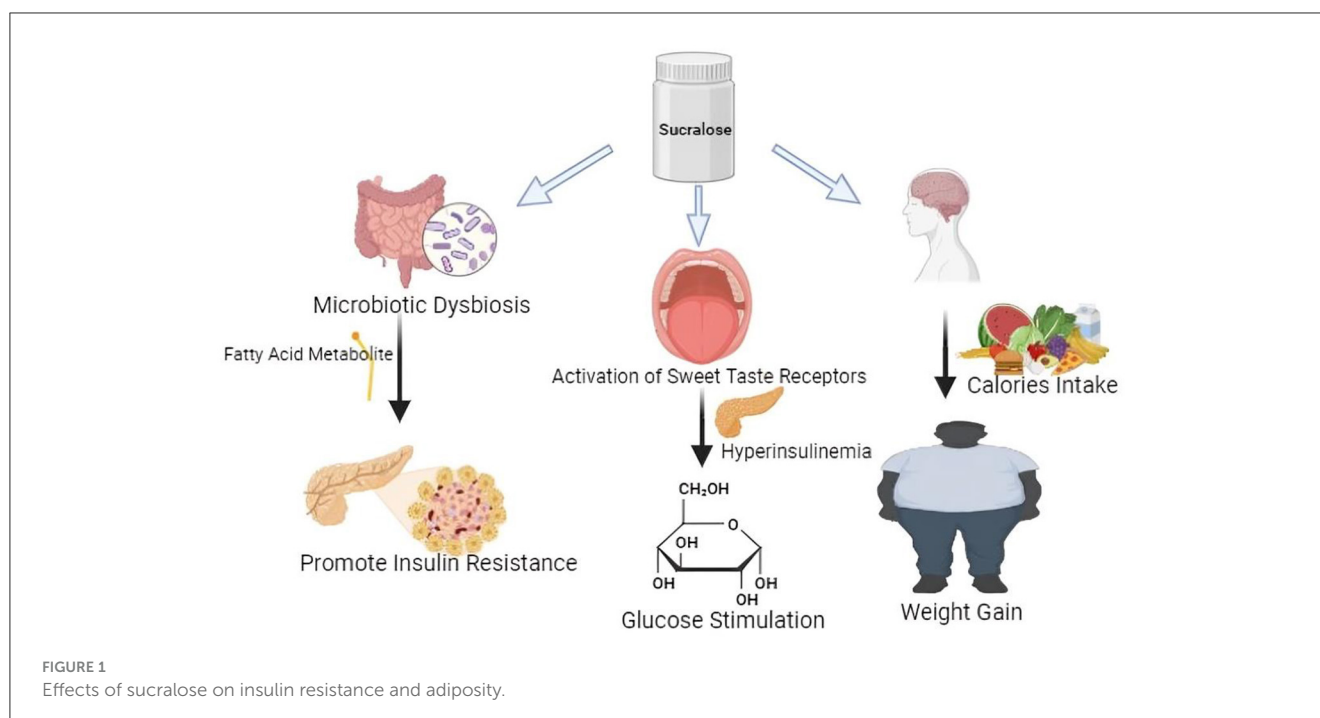 Sucralose
Microbiotic Dysbiosis
Fatty Acid Metabolite
Promote Insulin Resistance
Activation of Sweet Taste Receptors
Hyperinsulinemia
CH₂OH
O
OH
OH
OH
OH
Glucose Stimulation
Calories Intake
Weight Gain
FIGURE 1
Effects of sucralose on insulin resistance and adiposity.